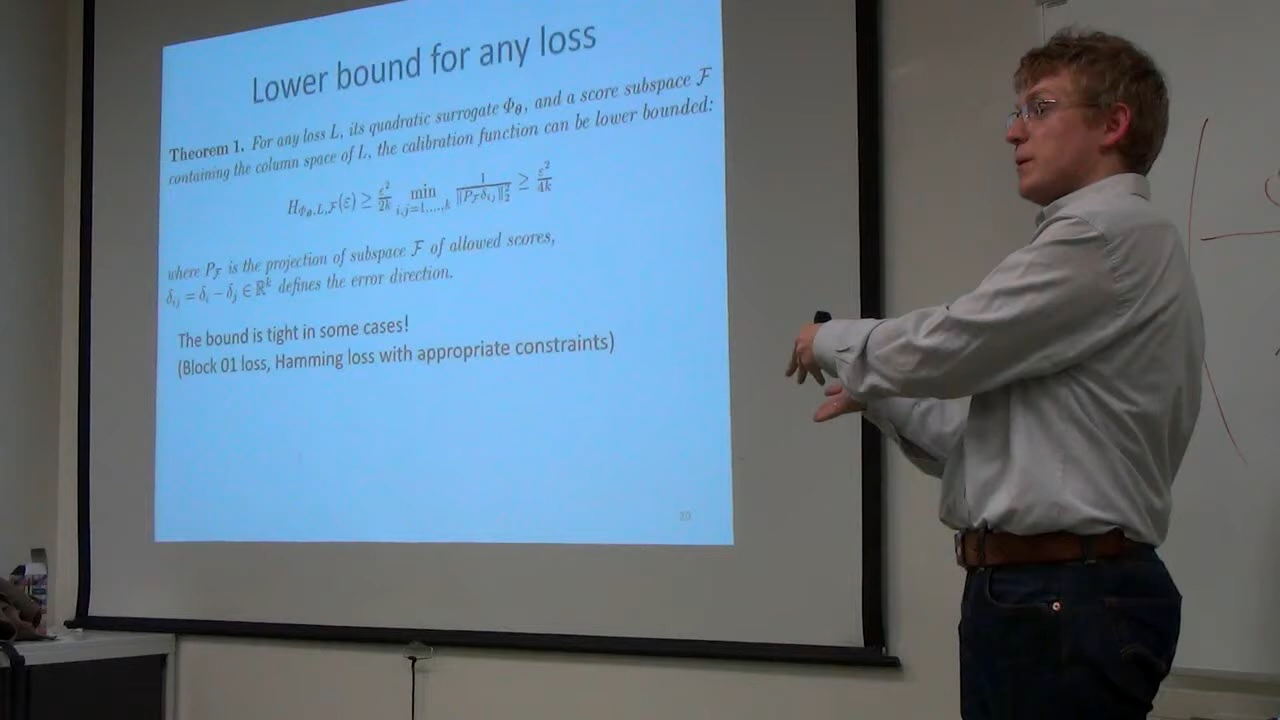 Lower bound for any loss
Theorem 1. For any loss L, its quadratic surrogate Φ_θ, and a score subspace ℱ
containing the column space of L, the calibration function can be lower bounded:
H_{Φ_θ,L,ℱ}(ε) ≥ ε²/2k min_{i,j=1,...,k} 1/‖P_ℱ δ_{ij}‖₂² ≥ ε²/4k
where P_ℱ is the projection of subspace ℱ of allowed scores,
δ_{ij} = δ_i − δ_j ∈ ℝ^k defines the error direction.
The bound is tight in some cases!
(Block 01 loss, Hamming loss with appropriate constraints)